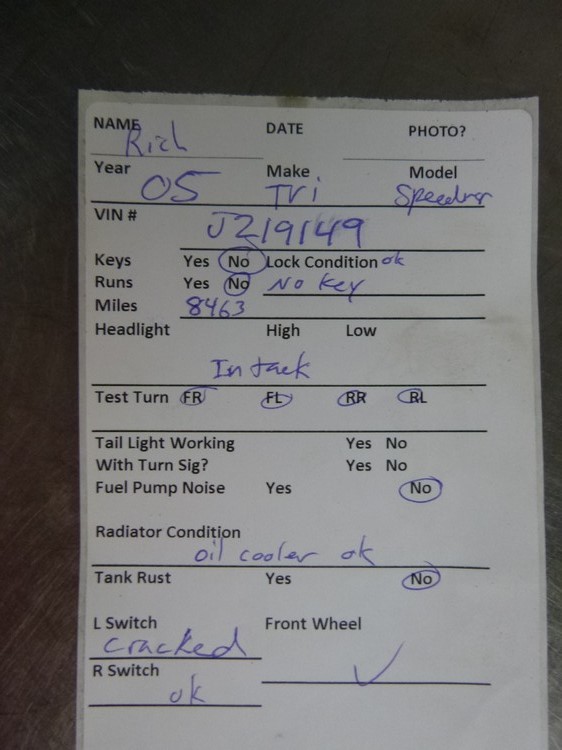 NAME Rich DATE PHOTO?
Year 05 Make Tri Model Speedmr
VIN # J219149
Keys Yes No Lock Condition ok
Runs Yes No No Key
Miles 8463
Headlight High Low
Intack
Test Turn FR FL RR RL
Tail Light Working Yes No
With Turn Sig? Yes No
Fuel Pump Noise Yes No
Radiator Condition
oil cooler ok
Tank Rust Yes No
L Switch Front Wheel
cracked ✓
R Switch
ok